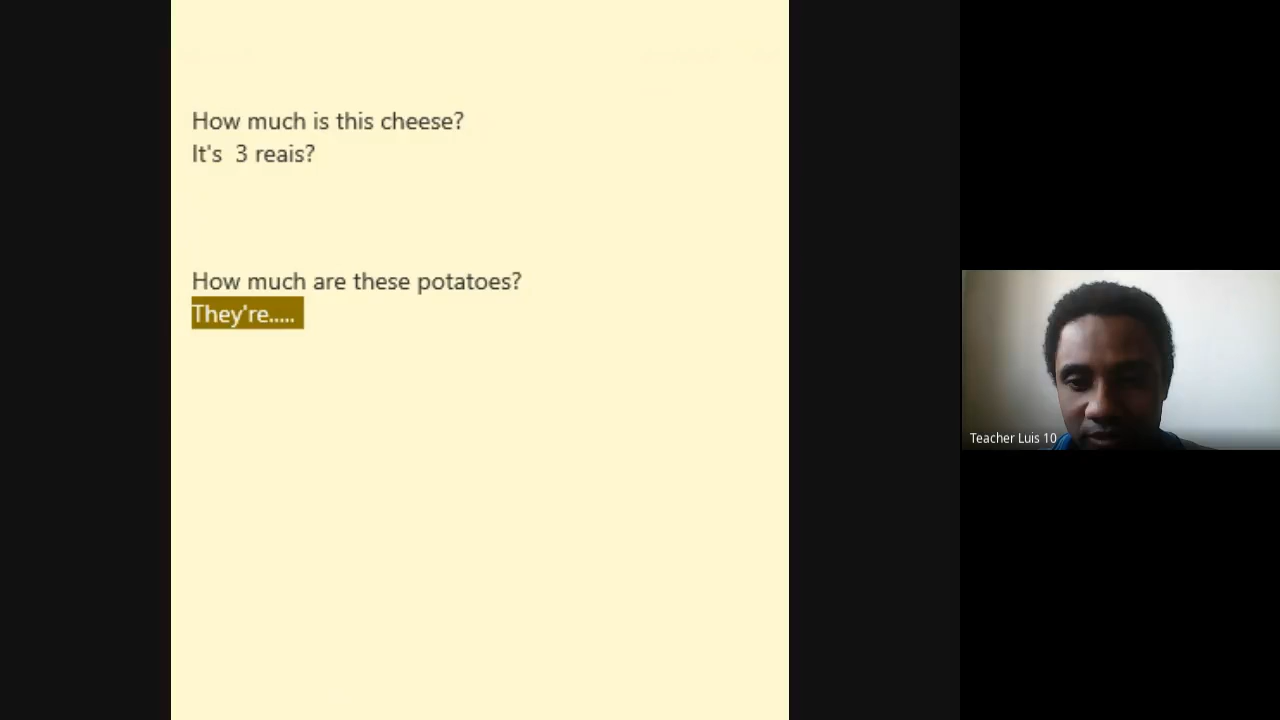 How much is this cheese?
It's  3 reais?
How much are these potatoes?
They're.....
Teacher Luis 10